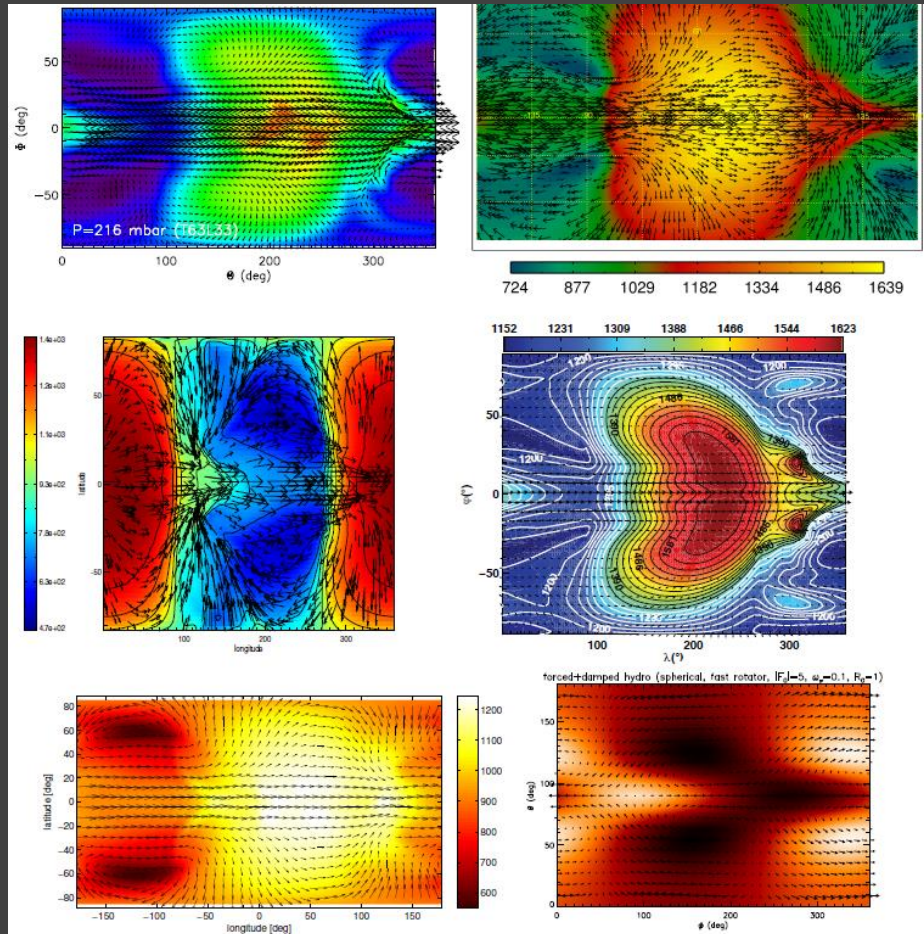 50
0
−50
Φ (deg)
P=216 mbar (T63L33)
0 100 200 300
Θ (deg)
724 877 1029 1182 1334 1486 1639
1.4e+03
1.2e+03
1.1e+03
9.3e+02
7.8e+02
6.3e+02
4.7e+02
50
0
-50
latitude
100 200 300
longitude
1152 1231 1309 1388 1466 1544 1623
50
0
−50
φ(°)
1200
100 200 300
λ(°)
80
60
40
20
0
−20
−40
−60
−80
latitude [deg]
−150 −100 −50 0 50 100 150
longitude [deg]
1200
1100
1000
900
800
700
600
forced+damped hydro (spherical, fast rotator, |F₀|=5,
150
100
50
0
θ (deg)
0 100 200 300
ϕ (deg)